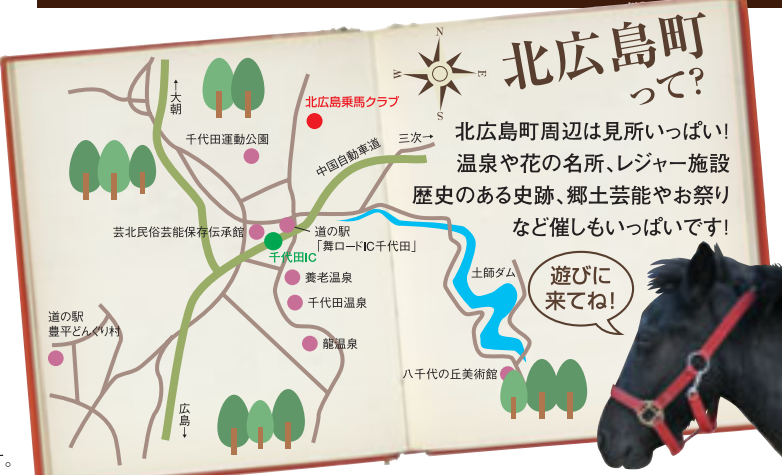 北広島町
って?
北広島町周辺は見所いっぱい!
温泉や花の名所、レジャー施設
歴史のある史跡、郷土芸能やお祭り
など催しもいっぱいです!
遊びに
来てね!
N
W
E
S
←大朝
北広島乗馬クラブ
千代田運動公園
中国自動車道
三次→
芸北民俗芸能保存伝承館
道の駅
「舞ロードIC千代田」
千代田IC
養老温泉
千代田温泉
龍温泉
土師ダム
道の駅
豊平どんぐり村
八千代の丘美術館
広島→
。